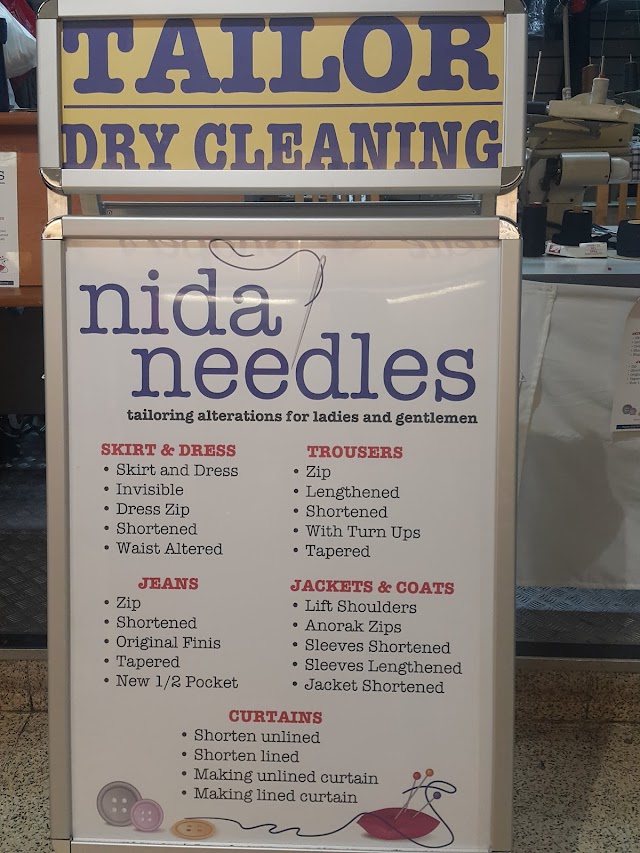 TAILOR
DRY CLEANING
nida
needles
tailoring alterations for ladies and gentlemen
SKIRT & DRESS
• Skirt and Dress
• Invisible
• Dress Zip
• Shortened
• Waist Altered
TROUSERS
• Zip
• Lengthened
• Shortened
• With Turn Ups
• Tapered
JEANS
• Zip
• Shortened
• Original Finis
• Tapered
• New 1/2 Pocket
JACKETS & COATS
• Lift Shoulders
• Anorak Zips
• Sleeves Shortened
• Sleeves Lengthened
• Jacket Shortened
CURTAINS
• Shorten unlined
• Shorten lined
• Making unlined curtain
• Making lined curtain